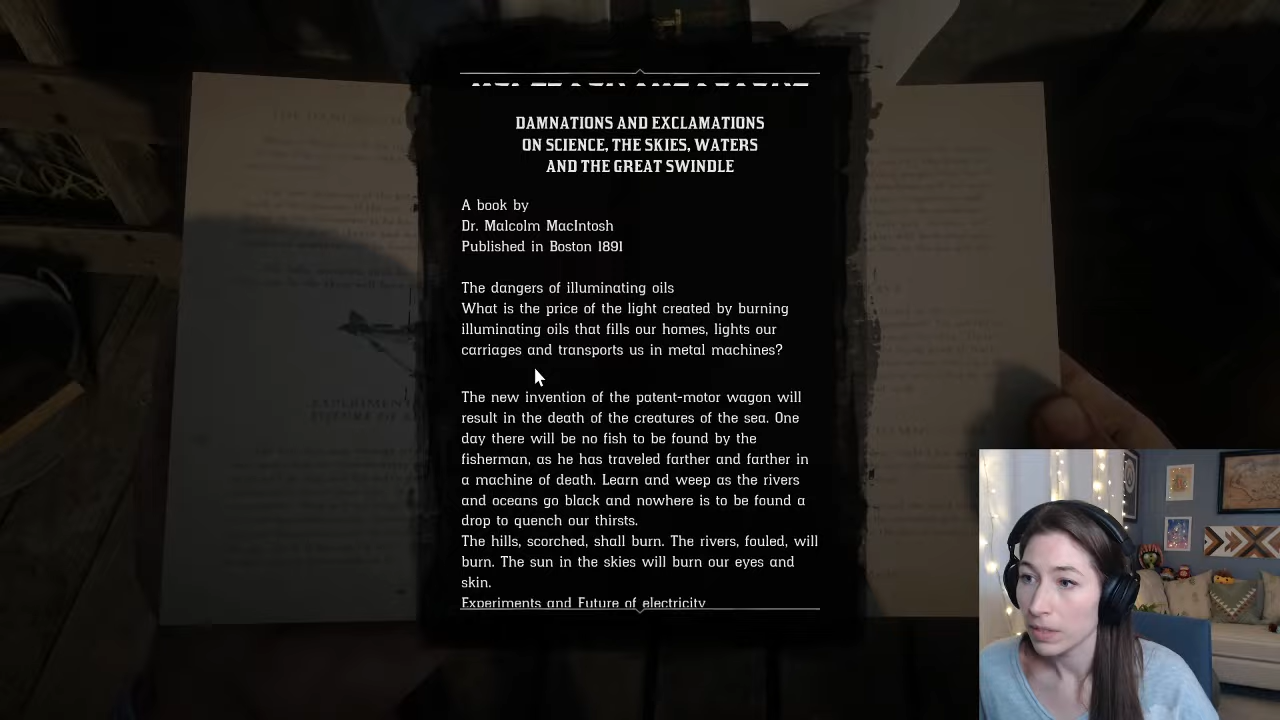 DAMNATIONS AND EXCLAMATIONS
ON SCIENCE, THE SKIES, WATERS
AND THE GREAT SWINDLE
A book by
Dr. Malcolm MacIntosh
Published in Boston 1891
The dangers of illuminating oils
What is the price of the light created by burning
illuminating oils that fills our homes, lights our
carriages and transports us in metal machines?
The new invention of the patent-motor wagon will
result in the death of the creatures of the sea. One
day there will be no fish to be found by the
fisherman, as he has traveled farther and farther in
a machine of death. Learn and weep as the rivers
and oceans go black and nowhere is to be found a
drop to quench our thirsts.
The hills, scorched, shall burn. The rivers, fouled, will
burn. The sun in the skies will burn our eyes and
skin.
Experiments and Future of electricity